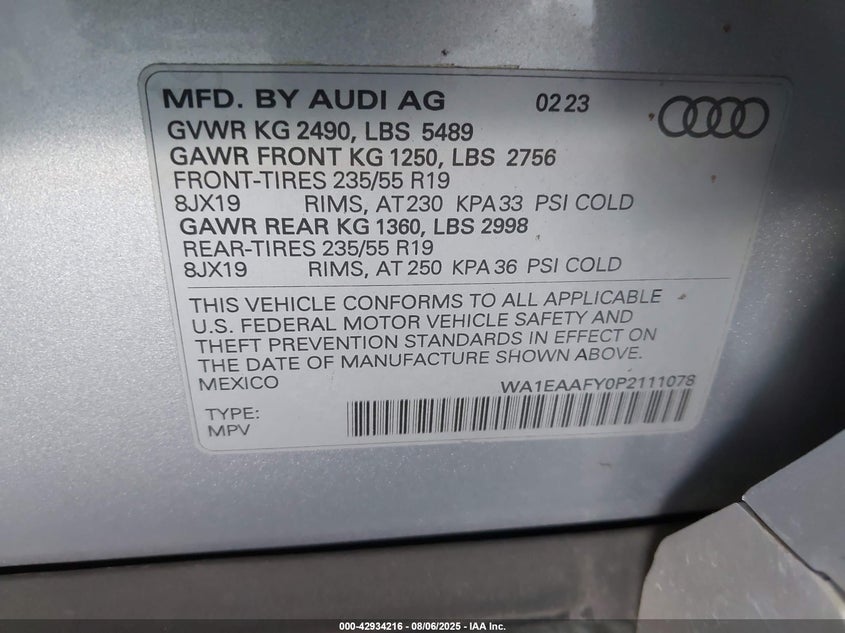 MFD. BY AUDI AG 02 23
GVWR KG 2490, LBS 5489
GAWR FRONT KG 1250, LBS 2756
FRONT-TIRES 235/55 R19
8JX19 RIMS, AT 230 KPA 33 PSI COLD
GAWR REAR KG 1360, LBS 2998
REAR-TIRES 235/55 R19
8JX19 RIMS, AT 250 KPA 36 PSI COLD
THIS VEHICLE CONFORMS TO ALL APPLICABLE
U.S. FEDERAL MOTOR VEHICLE SAFETY AND
THEFT PREVENTION STANDARDS IN EFFECT ON
THE DATE OF MANUFACTURE SHOWN ABOVE.
MEXICO WA1EAAFY0P2111078
TYPE:
MPV
000-42934216 - 08/06/2025 - IAA Inc.